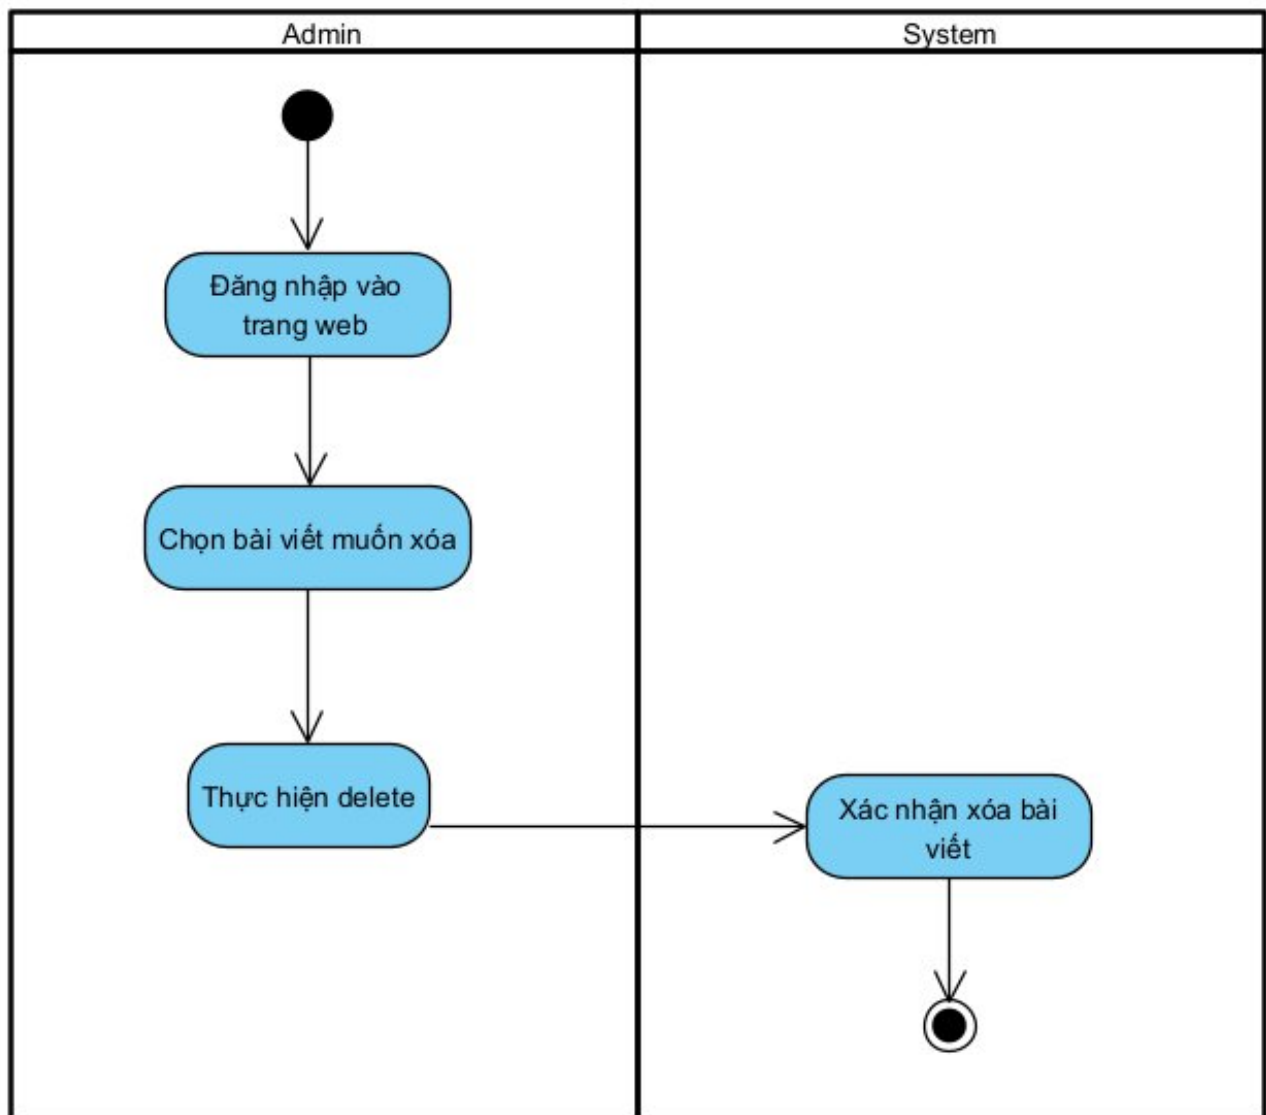 Admin
System
Đăng nhập vào
trang web
Chọn bài viết muốn xóa
Thực hiện delete
Xác nhận xóa bài
viết